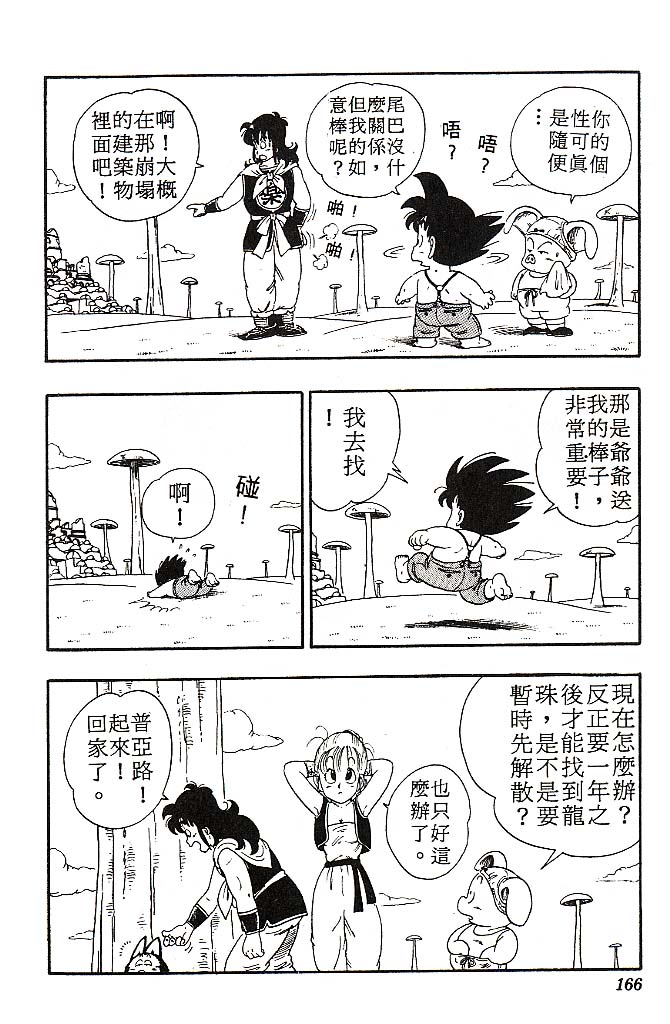 你的個
性可真
是隨便
…
唔？
唔？
尾巴沒什
麼關係，
但我的如
意棒呢？
啪！
啪！
樂
啊！大概
在那崩塌
的建築物
裡面吧！
那是爺爺送
我的棒子，
非常重要！
我去找
！
碰！
啊！
現在怎麼辦？
反正要一年之
後才能找到龍
珠，是不是要
暫時先解散？
也只好這
麼辦了。
普亞路！
起來！
回家了。
166